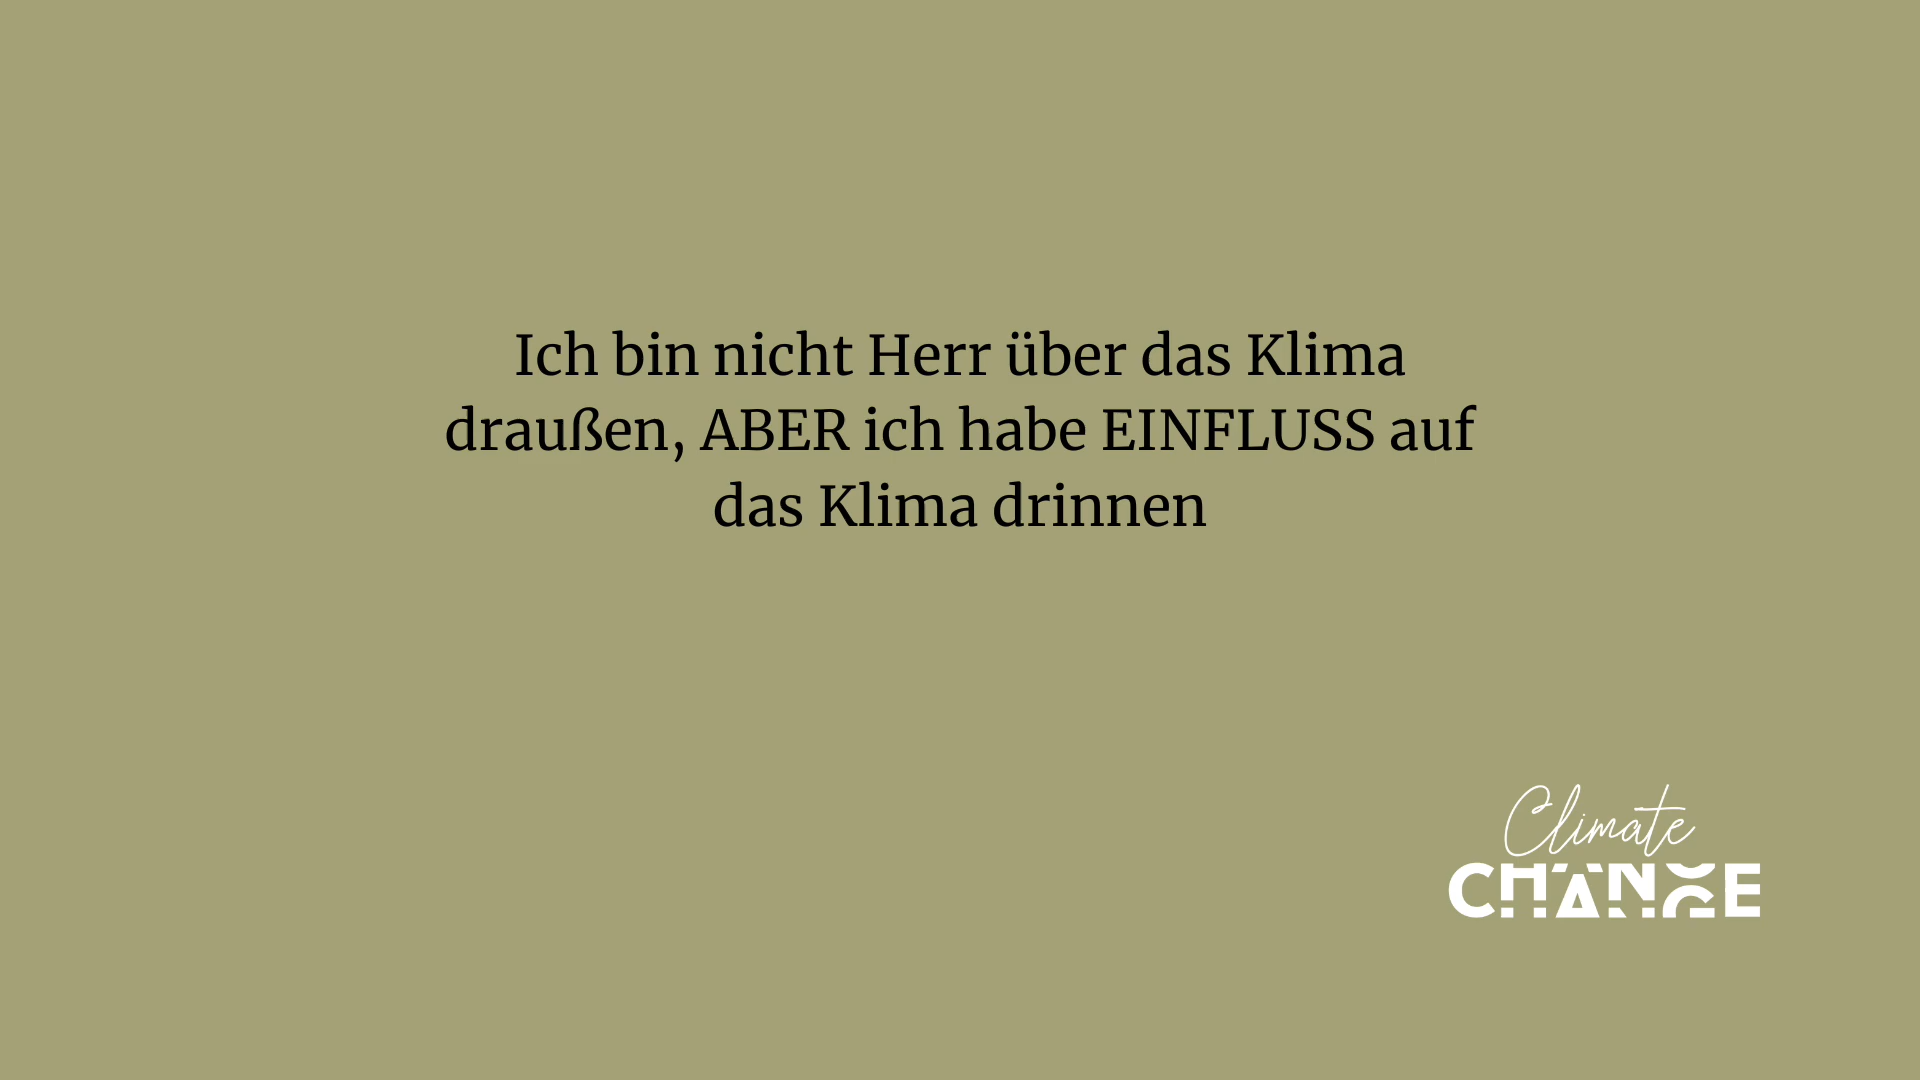 Ich bin nicht Herr über das Klima
draußen, ABER ich habe EINFLUSS auf
das Klima drinnen
Climate
CHANGE